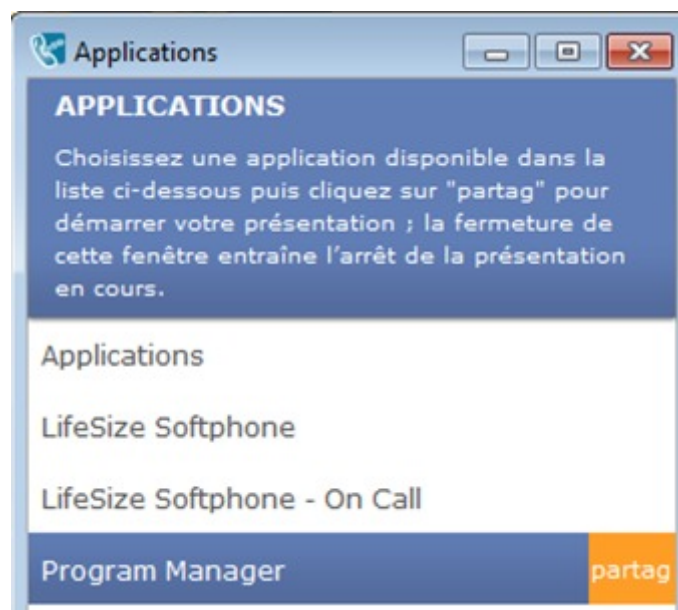 Applications
APPLICATIONS
Choisissez une application disponible dans la
liste ci-dessous puis cliquez sur "partag" pour
démarrer votre présentation ; la fermeture de
cette fenêtre entraîne l’arrêt de la présentation
en cours.
Applications
LifeSize Softphone
LifeSize Softphone - On Call
Program Manager partag